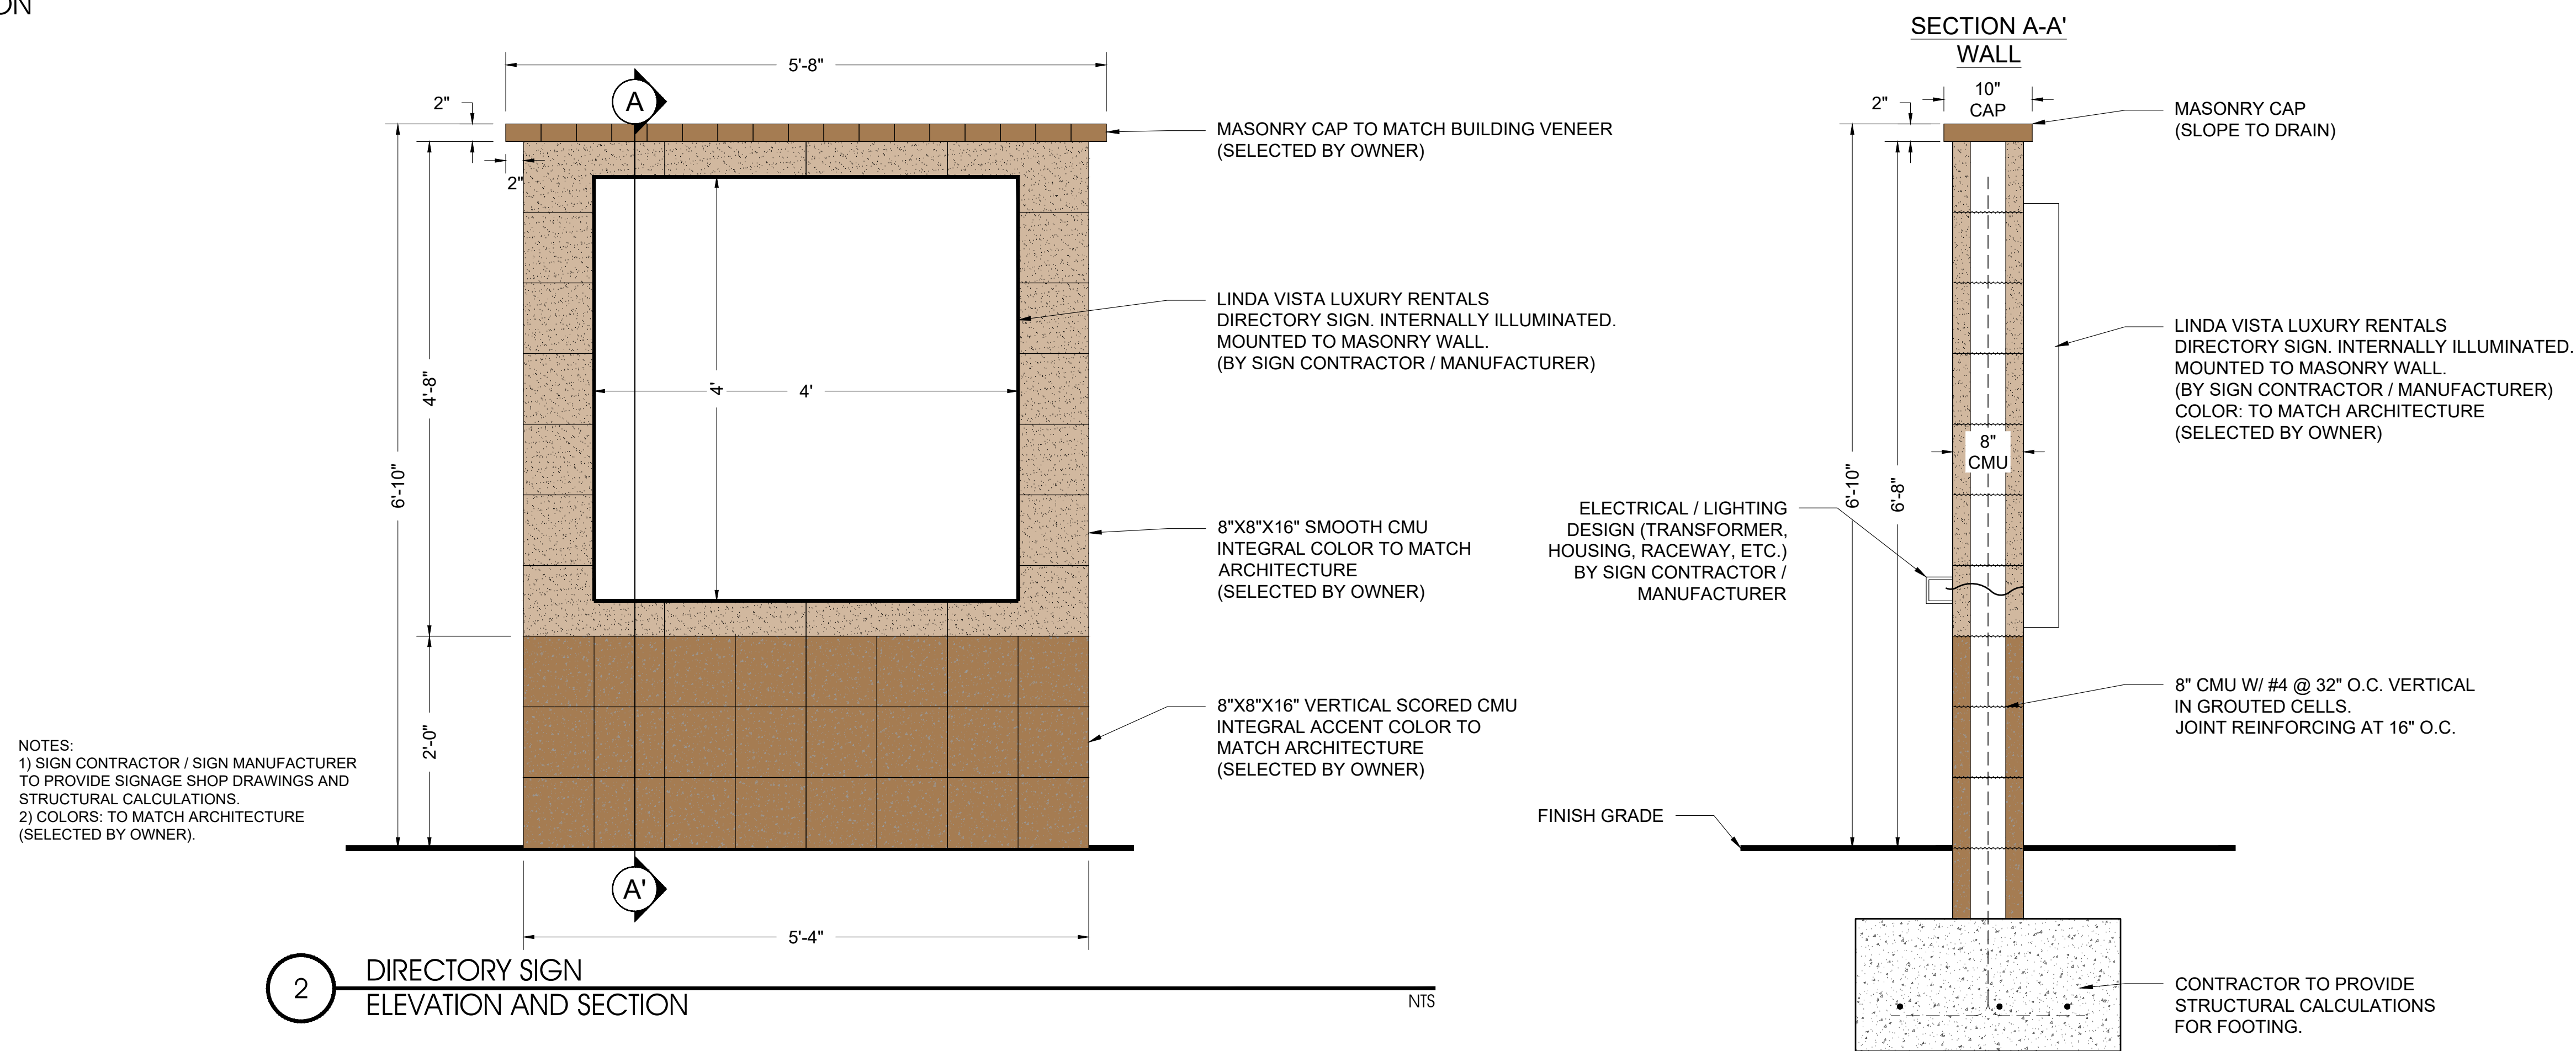 ON
5'-8"
A
2"
2"
MASONRY CAP TO MATCH BUILDING VENEER
(SELECTED BY OWNER)
LINDA VISTA LUXURY RENTALS
DIRECTORY SIGN. INTERNALLY ILLUMINATED.
MOUNTED TO MASONRY WALL.
(BY SIGN CONTRACTOR / MANUFACTURER)
4'
4'
4'-8"
6'-10"
8"X8"X16" SMOOTH CMU
INTEGRAL COLOR TO MATCH
ARCHITECTURE
(SELECTED BY OWNER)
8"X8"X16" VERTICAL SCORED CMU
INTEGRAL ACCENT COLOR TO
MATCH ARCHITECTURE
(SELECTED BY OWNER)
2'-0"
NOTES:
1) SIGN CONTRACTOR / SIGN MANUFACTURER
TO PROVIDE SIGNAGE SHOP DRAWINGS AND
STRUCTURAL CALCULATIONS.
2) COLORS: TO MATCH ARCHITECTURE
(SELECTED BY OWNER).
A'
5'-4"
2
DIRECTORY SIGN
ELEVATION AND SECTION
NTS
SECTION A-A'
WALL
10"
CAP
2"
MASONRY CAP
(SLOPE TO DRAIN)
LINDA VISTA LUXURY RENTALS
DIRECTORY SIGN. INTERNALLY ILLUMINATED.
MOUNTED TO MASONRY WALL.
(BY SIGN CONTRACTOR / MANUFACTURER)
COLOR: TO MATCH ARCHITECTURE
(SELECTED BY OWNER)
8"
CMU
6'-10"
6'-8"
ELECTRICAL / LIGHTING
DESIGN (TRANSFORMER,
HOUSING, RACEWAY, ETC.)
BY SIGN CONTRACTOR /
MANUFACTURER
8" CMU W/ #4 @ 32" O.C. VERTICAL
IN GROUTED CELLS.
JOINT REINFORCING AT 16" O.C.
FINISH GRADE
CONTRACTOR TO PROVIDE
STRUCTURAL CALCULATIONS
FOR FOOTING.